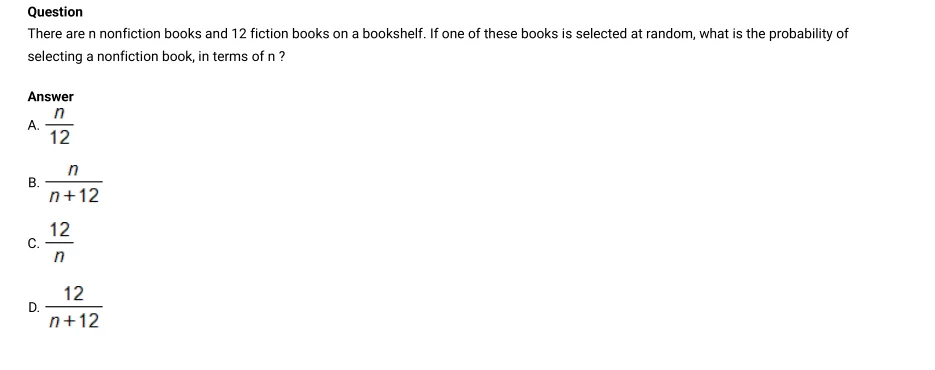 Question
There are n nonfiction books and 12 fiction books on a bookshelf. If one of these books is selected at random, what is the probability of
selecting a nonfiction book, in terms of n ?
Answer
A. n/12
B. n/n+12
C. 12/n
D. 12/n+12